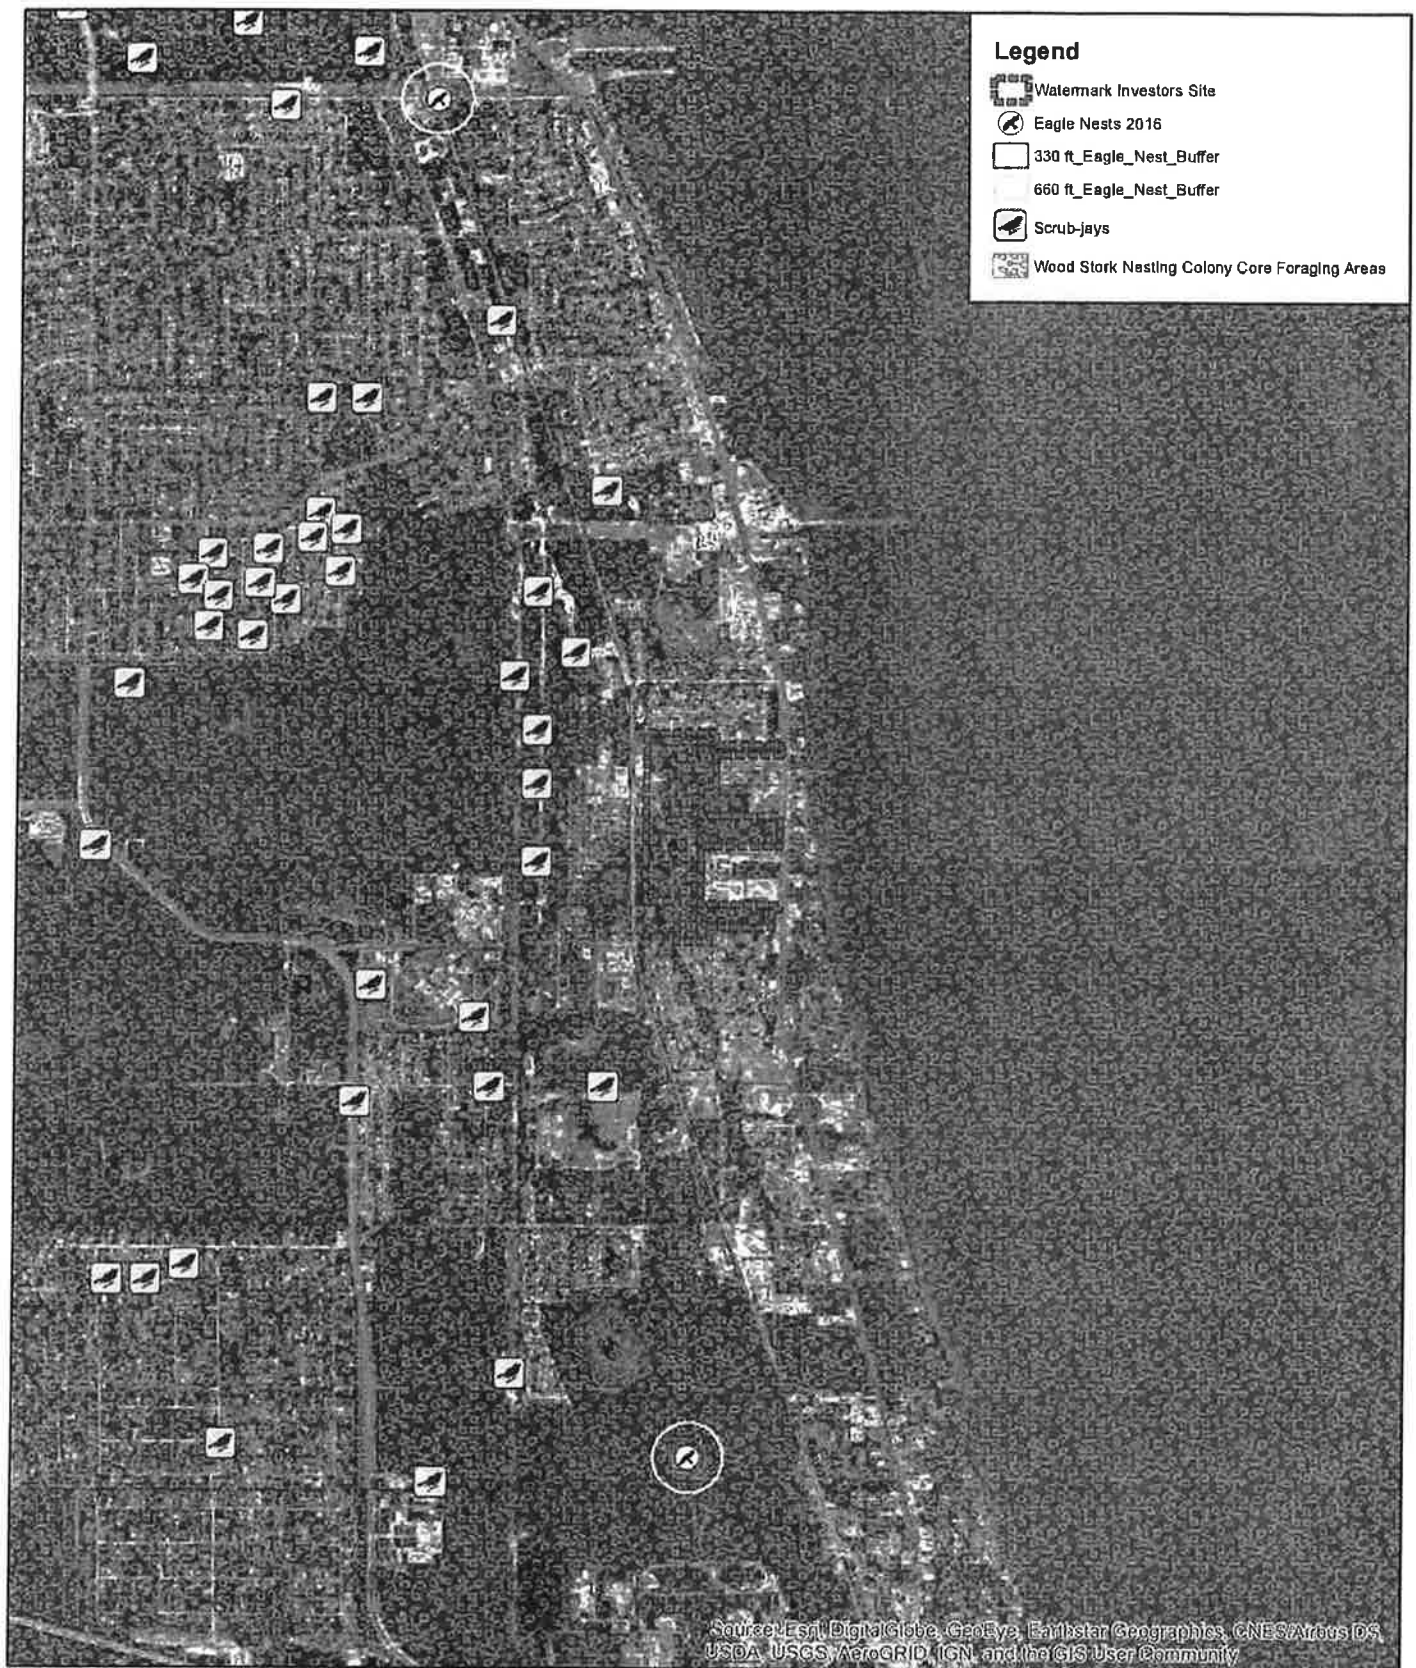 Legend
Watermark Investors Site
Eagle Nests 2016
330 ft_Eagle_Nest_Buffer
660 ft_Eagle_Nest_Buffer
Scrub-jays
Wood Stork Nesting Colony Core Foraging Areas
Source: Esri, DigitalGlobe, GeoEye, Earthstar Geographics, CNES/Airbus DS,
USDA, USGS, AeroGRID, IGN, and the GIS User Community